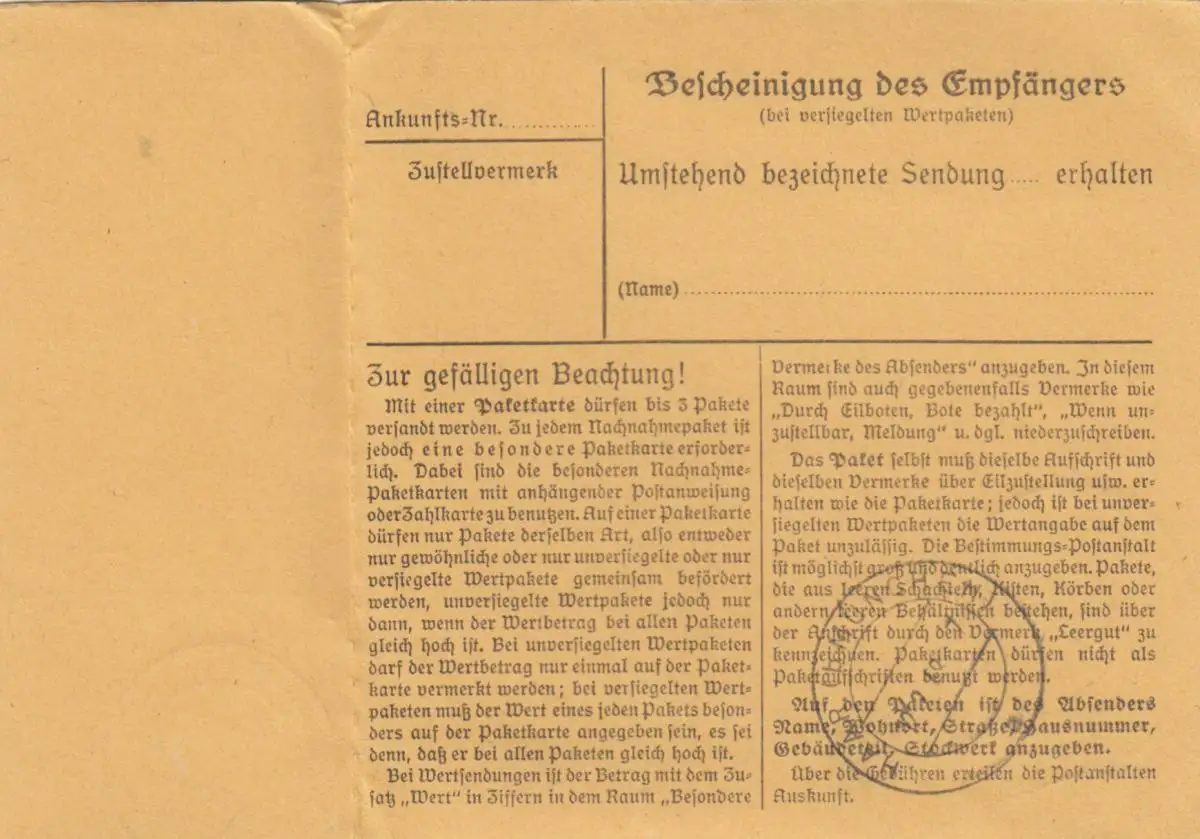 Ankunfts-Nr. ...............
Zustellvermerk
Bescheinigung des Empfängers
(bei versiegelten Wertpaketen)
Umstehend bezeichnete Sendung ..... erhalten
(Name) ........................................................................
Zur gefälligen Beachtung!
Mit einer Paketkarte dürfen bis 3 Pakete
versandt werden. Zu jedem Nachnahmepaket ist
jedoch eine besondere Paketkarte erforder-
lich. Dabei sind die besonderen Nachnahme-
Paketkarten mit anhängender Postanweisung
oder Zahlkarte zu benutzen. Auf einer Paketkarte
dürfen nur Pakete derselben Art, also entweder
nur gewöhnliche oder nur unversiegelte oder nur
versiegelte Wertpakete gemeinsam befördert
werden, unversiegelte Wertpakete jedoch nur
dann, wenn der Wertbetrag bei allen Paketen
gleich hoch ist. Bei unversiegelten Wertpaketen
darf der Wertbetrag nur einmal auf der Paket-
karte vermerkt werden; bei versiegelten Wert-
paketen muß der Wert eines jeden Pakets beson-
ders auf der Paketkarte angegeben sein, es sei
denn, daß er bei allen Paketen gleich hoch ist.
Bei Wertsendungen ist der Betrag mit dem Zu-
satz „Wert" in Ziffern in dem Raum „Besondere
Vermerke des Absenders" anzugeben. In diesem
Raum sind auch gegebenenfalls Vermerke wie
„Durch Eilboten, Bote bezahlt", „Wenn un-
zustellbar, Meldung" u. dgl. niederzuschreiben.
Das Paket selbst muß dieselbe Aufschrift und
dieselben Vermerke über Eilzustellung usw. er-
halten wie die Paketkarte; jedoch ist bei unver-
siegelten Wertpaketen die Wertangabe auf dem
Paket unzulässig. Die Bestimmungs-Postanstalt
ist möglichst groß und deutlich anzugeben. Pakete,
die aus leeren Schachteln, Kisten, Körben oder
andern leeren Behältnissen bestehen, sind über
der Aufschrift durch den Vermerk „Leergut" zu
kennzeichnen. Paketkarten dürfen nicht als
Paketaufschriften benutzt werden.
Auf den Paketen ist des Absenders
Name, Wohnort, Straße, Hausnummer,
Gebäudeteil, Stockwerk anzugeben.
Über die Gebühren erteilen die Postanstalten
Auskunft.